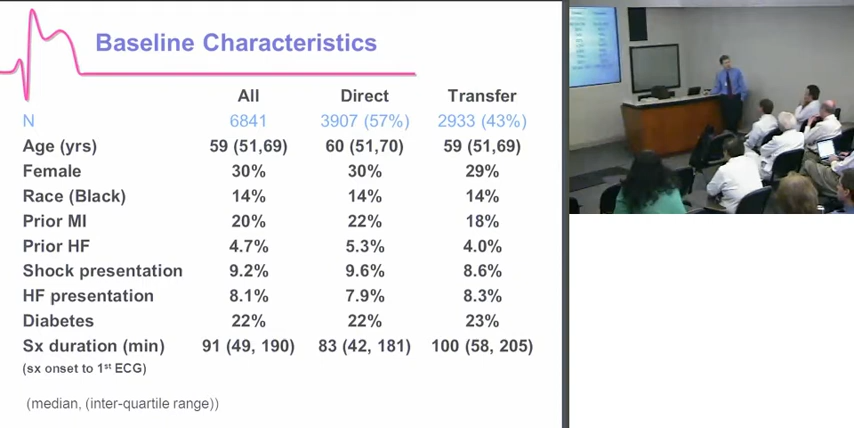 Baseline Characteristics
All Direct Transfer
N 6841 3907 (57%) 2933 (43%)
Age (yrs) 59 (51,69) 60 (51,70) 59 (51,69)
Female 30% 30% 29%
Race (Black) 14% 14% 14%
Prior MI 20% 22% 18%
Prior HF 4.7% 5.3% 4.0%
Shock presentation 9.2% 9.6% 8.6%
HF presentation 8.1% 7.9% 8.3%
Diabetes 22% 22% 23%
Sx duration (min) 91 (49, 190) 83 (42, 181) 100 (58, 205)
(sx onset to 1st ECG)
(median, (inter-quartile range))